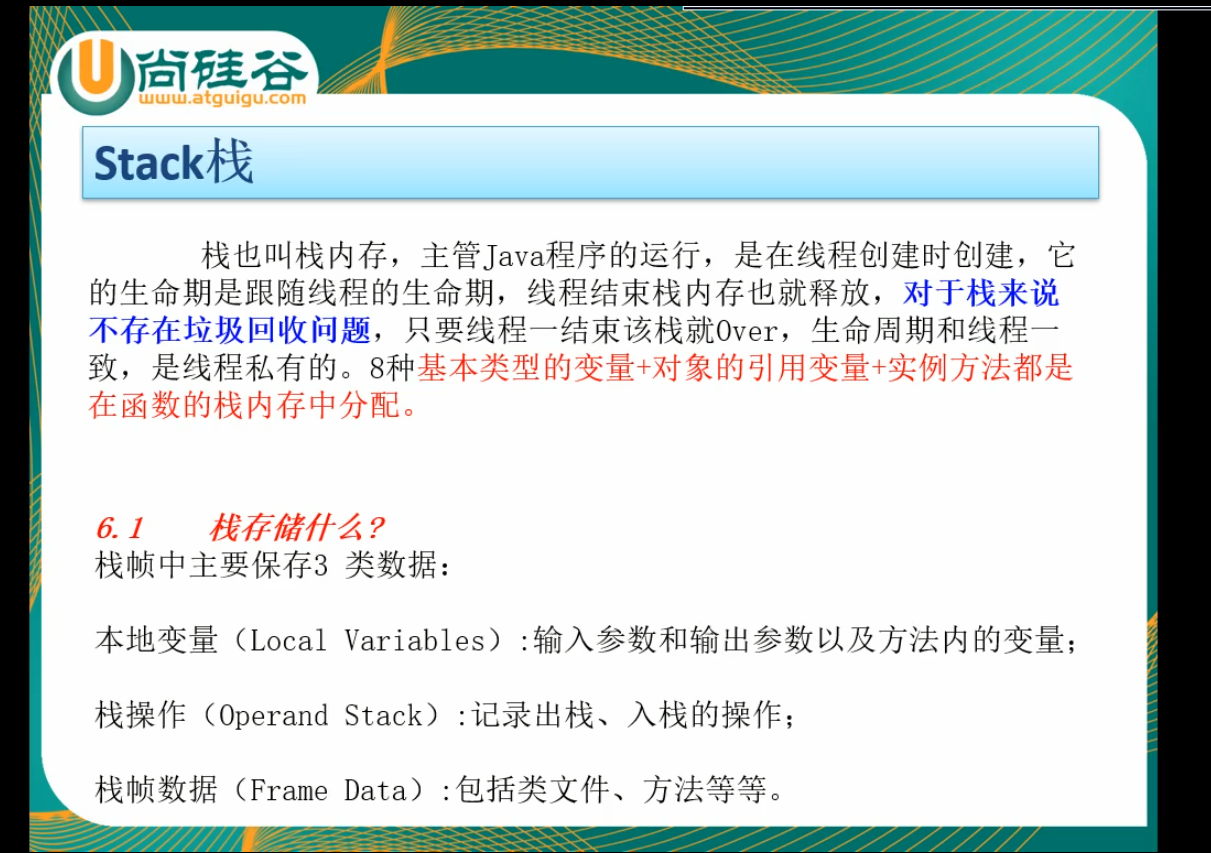 尚硅谷
www.atguigu.com
Stack栈
栈也叫栈内存，主管Java程序的运行，是在线程创建时创建，它
的生命期是跟随线程的生命期，线程结束栈内存也就释放，对于栈来说
不存在垃圾回收问题，只要线程一结束该栈就Over，生命周期和线程一
致，是线程私有的。8种基本类型的变量+对象的引用变量+实例方法都是
在函数的栈内存中分配。
6.1 栈存储什么?
栈帧中主要保存3 类数据：
本地变量（Local Variables）:输入参数和输出参数以及方法内的变量；
栈操作（Operand Stack）:记录出栈、入栈的操作；
栈帧数据（Frame Data）:包括类文件、方法等等。